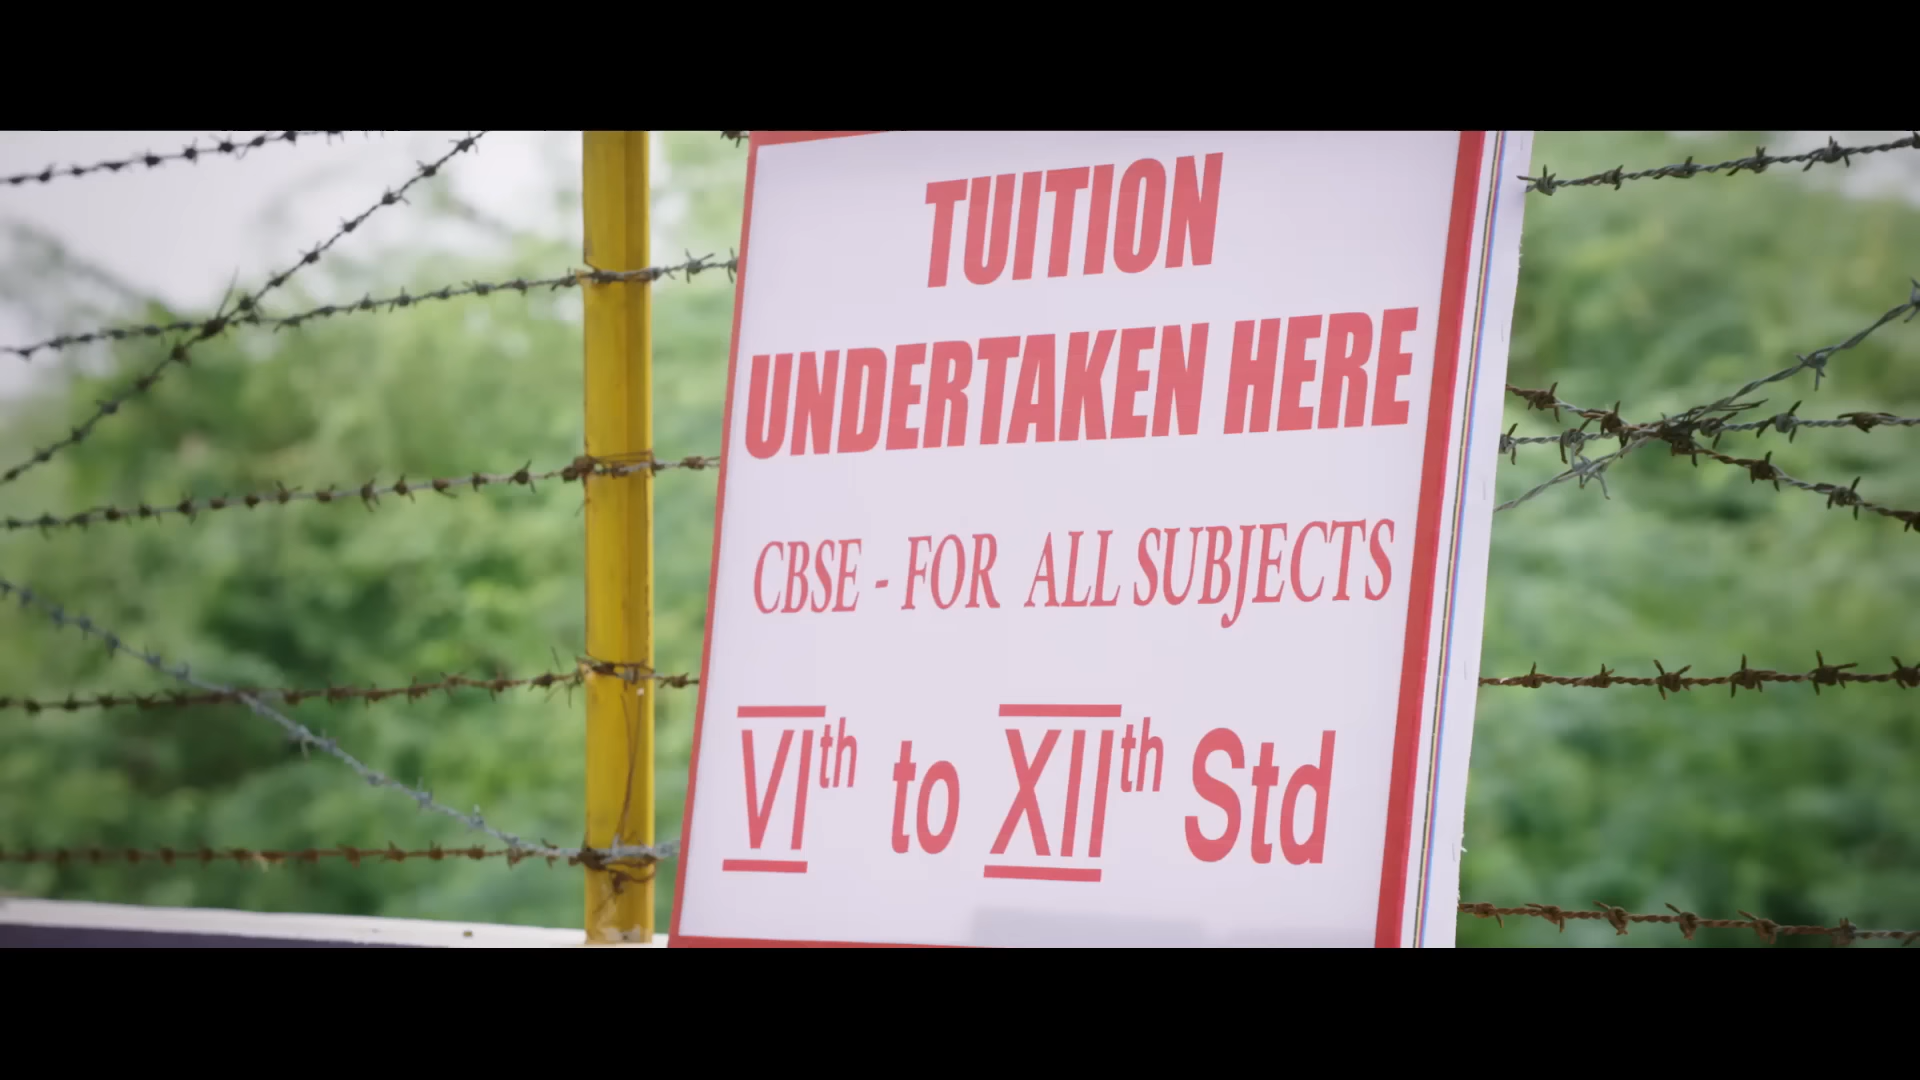 TUITION
UNDERTAKEN HERE
CBSE - FOR ALL SUBJECTS
VIth to XIIth Std